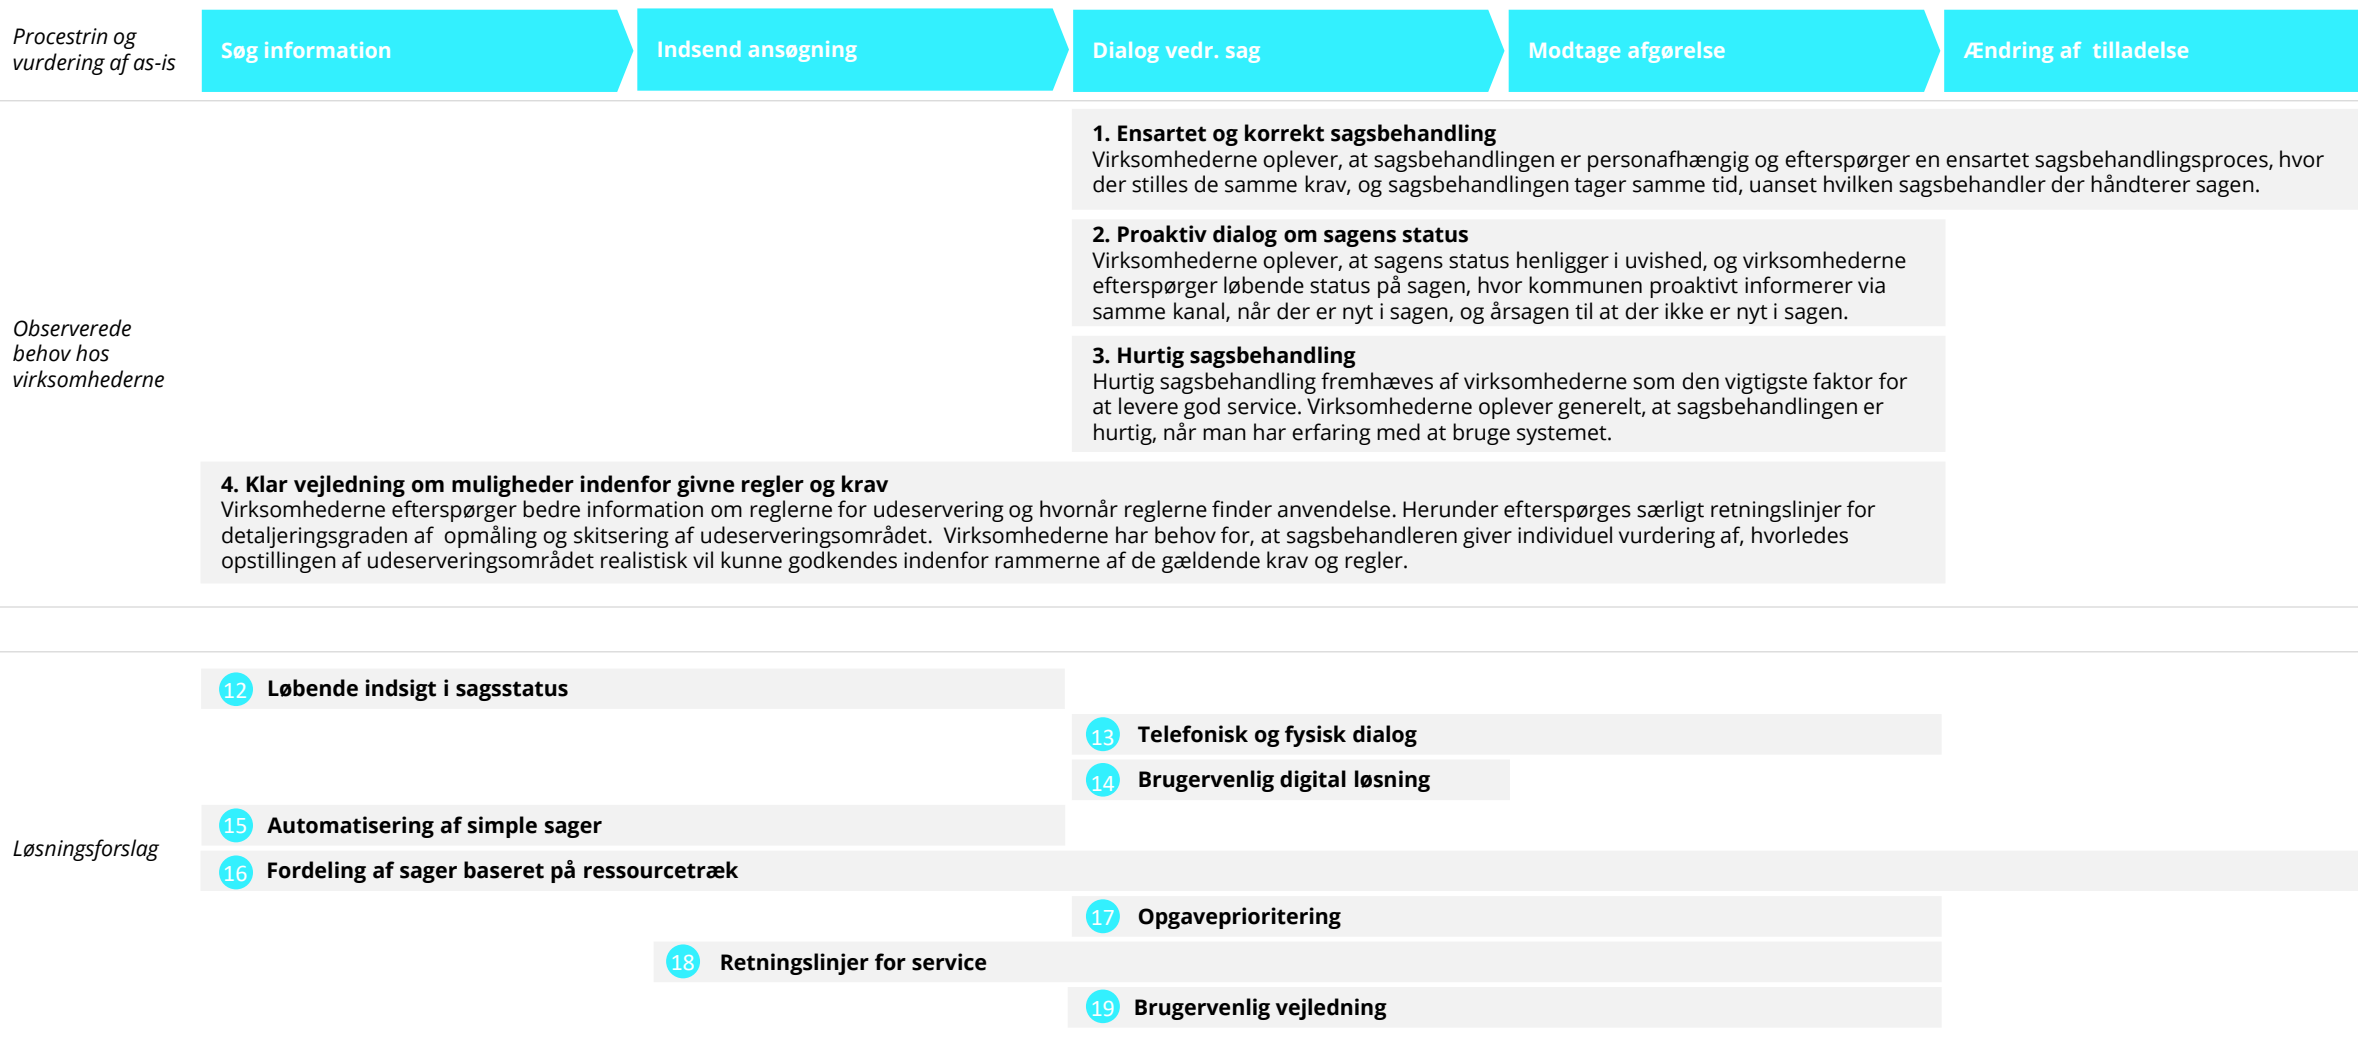 Procestrin og
vurdering af as-is
Søg information
Indsend ansøgning
Dialog vedr. sag
Modtage afgørelse
Ændring af  tilladelse
Observerede
behov hos
virksomhederne
1. Ensartet og korrekt sagsbehandling
Virksomhederne oplever, at sagsbehandlingen er personafhængig og efterspørger en ensartet sagsbehandlingsproces, hvor
der stilles de samme krav, og sagsbehandlingen tager samme tid, uanset hvilken sagsbehandler der håndterer sagen.
2. Proaktiv dialog om sagens status
Virksomhederne oplever, at sagens status henligger i uvished, og virksomhederne
efterspørger løbende status på sagen, hvor kommunen proaktivt informerer via
samme kanal, når der er nyt i sagen, og årsagen til at der ikke er nyt i sagen.
3. Hurtig sagsbehandling
Hurtig sagsbehandling fremhæves af virksomhederne som den vigtigste faktor for
at levere god service. Virksomhederne oplever generelt, at sagsbehandlingen er
hurtig, når man har erfaring med at bruge systemet.
4. Klar vejledning om muligheder indenfor givne regler og krav
Virksomhederne efterspørger bedre information om reglerne for udeservering og hvornår reglerne finder anvendelse. Herunder efterspørges særligt retningslinjer for
detaljeringsgraden af  opmåling og skitsering af udeserveringsområdet.  Virksomhederne har behov for, at sagsbehandleren giver individuel vurdering af, hvorledes
opstillingen af udeserveringsområdet realistisk vil kunne godkendes indenfor rammerne af de gældende krav og regler.
Løsningsforslag
12 Løbende indsigt i sagsstatus
13 Telefonisk og fysisk dialog
14 Brugervenlig digital løsning
15 Automatisering af simple sager
16 Fordeling af sager baseret på ressourcetræk
17 Opgaveprioritering
18 Retningslinjer for service
19 Brugervenlig vejledning